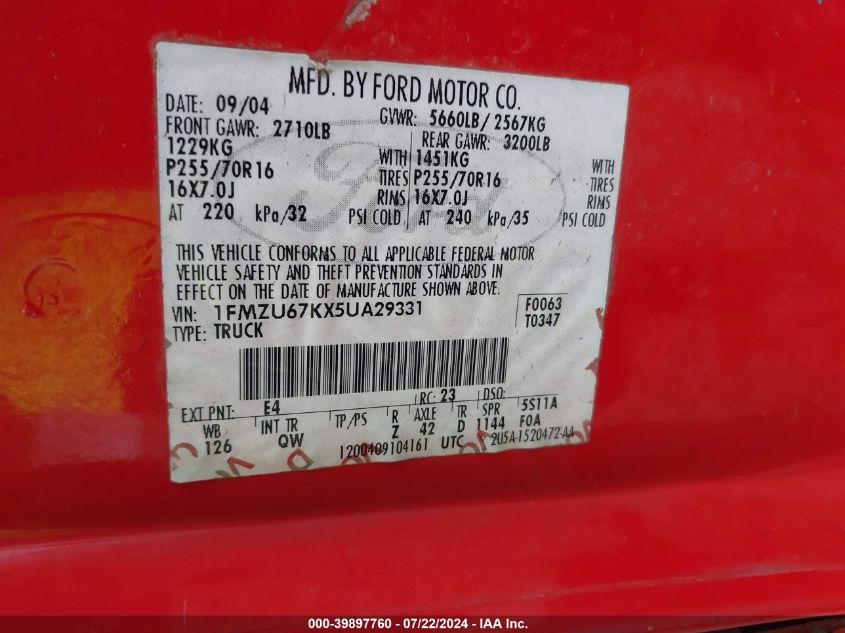 MFD. BY FORD MOTOR CO.
DATE: 09/04 GVWR: 5660LB/2567KG
FRONT GAWR: 2710LB REAR GAWR: 3200LB
1229KG WITH 1451KG WITH
P255/70R16 TIRES P255/70R16 TIRES
16X7.0J RIMS 16X7.0J RIMS
AT 220 kPa/32 PSI COLD AT 240 kPa/35 PSI COLD
Ford
THIS VEHICLE CONFORMS TO ALL APPLICABLE FEDERAL MOTOR
VEHICLE SAFETY AND THEFT PREVENTION STANDARDS IN
EFFECT ON THE DATE OF MANUFACTURE SHOWN ABOVE.
VIN: 1FMZU67KX5UA29331 F0063
TYPE: TRUCK T0347
EXT PNT: E4 RC: 23 DSO:
WB INT TR TP/PS R AXLE TR SPR 5S11A
126 QW Z 42 D 1144 F0A
1200409104161 UTC 2U5A-1520472-AA
000-39897760 - 07/22/2024 - IAA Inc.